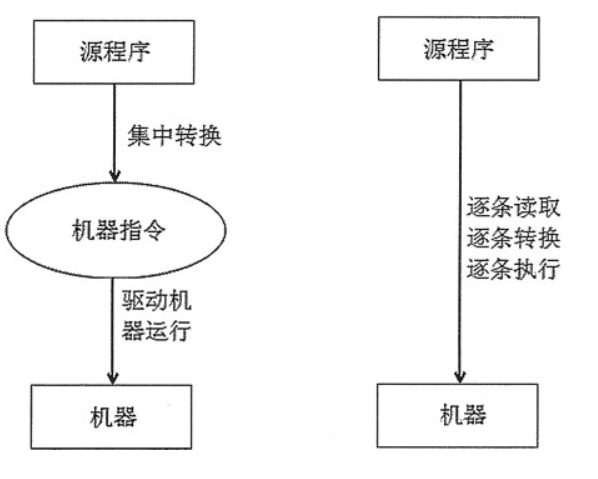 源程序
集中转换
机器指令
驱动机
器运行
机器
源程序
逐条读取
逐条转换
逐条执行
机器